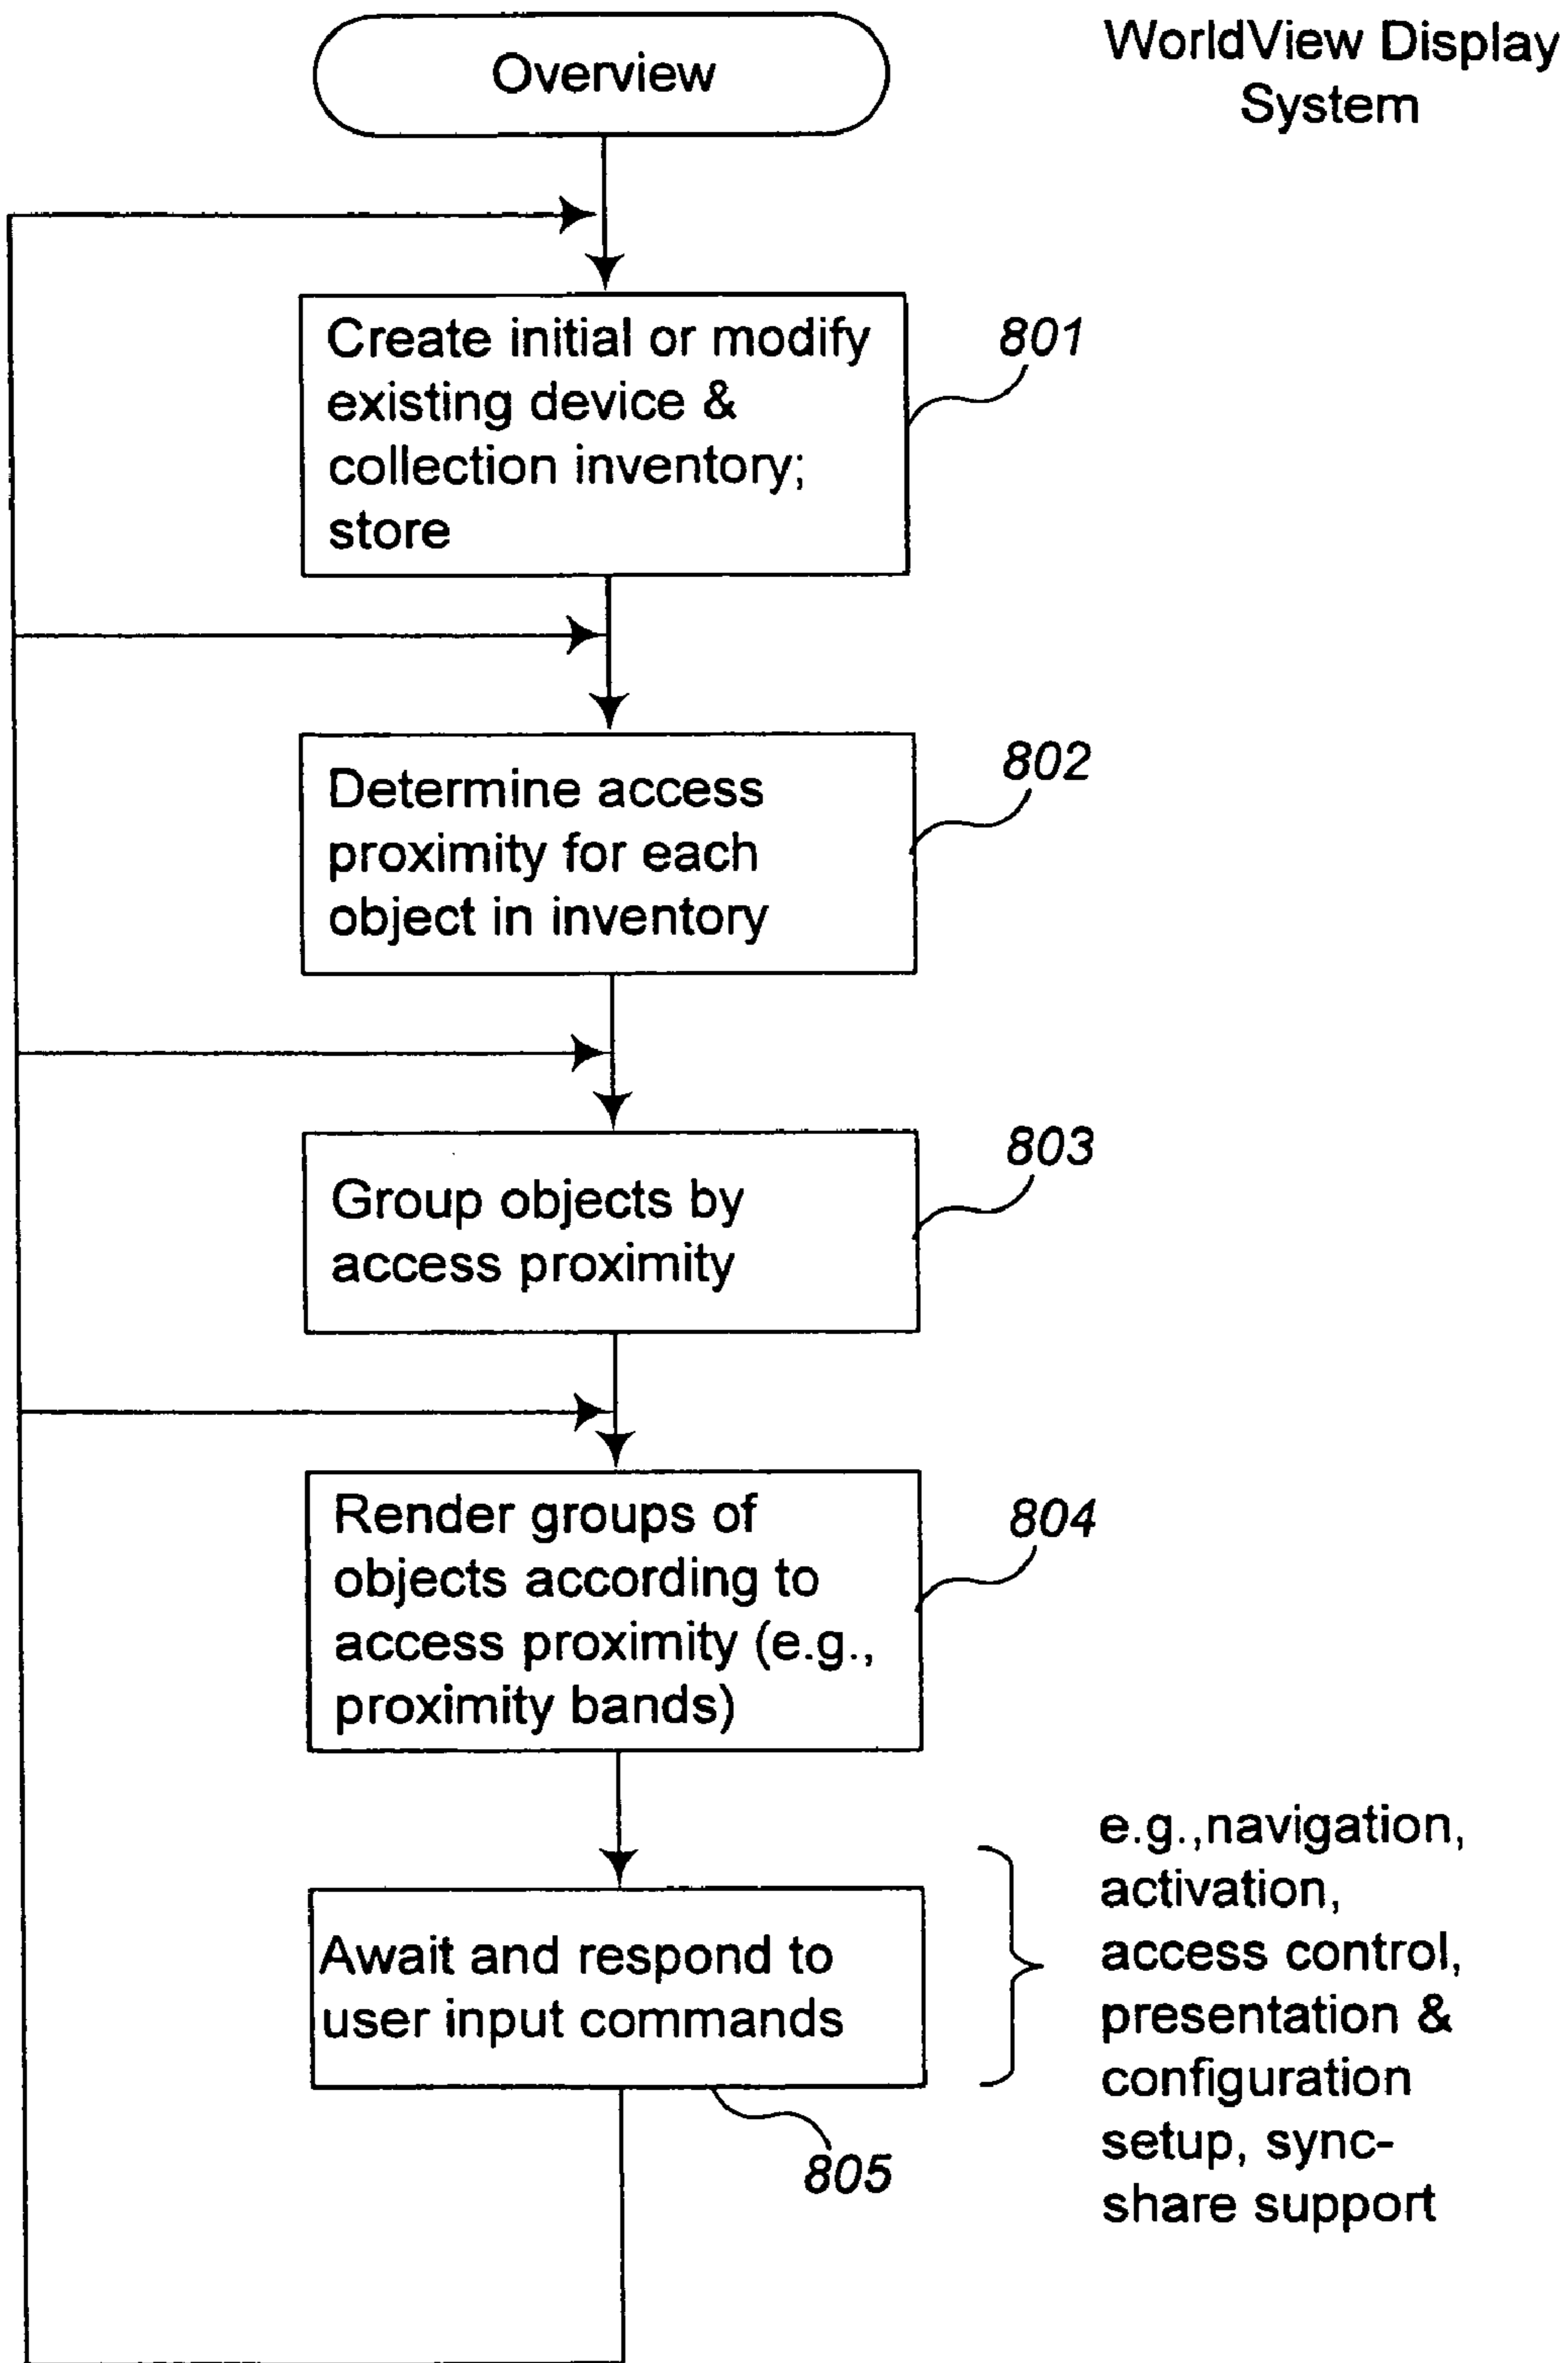 Overview
WorldView Display
System
Create initial or modify
existing device &
collection inventory;
store
801
Determine access
proximity for each
object in inventory
802
Group objects by
access proximity
803
Render groups of
objects according to
access proximity (e.g.,
proximity bands)
804
Await and respond to
user input commands
805
e.g.,navigation,
activation,
access control,
presentation &
configuration
setup, sync-
share support